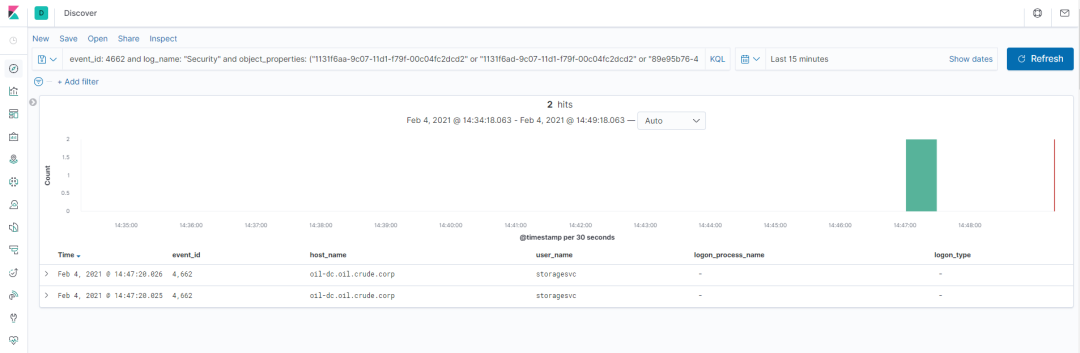 D Discover
New Save Open Share Inspect
event_id: 4662 and log_name: "Security" and object_properties: ("1131f6aa-9c07-11d1-f79f-00c04fc2dcd2" or "1131f6ad-9c07-11d1-f79f-00c04fc2dcd2" or "89e95b76-4 KQL Last 15 minutes Show dates Refresh
+ Add filter
2 hits
Feb 4, 2021 @ 14:34:18.063 - Feb 4, 2021 @ 14:49:18.063 — Auto
2
1.5
1
0.5
0
Count
14:35:00 14:36:00 14:37:00 14:38:00 14:39:00 14:40:00 14:41:00 14:42:00 14:43:00 14:44:00 14:45:00 14:46:00 14:47:00 14:48:00
@timestamp per 30 seconds
Time event_id host_name user_name logon_process_name logon_type
Feb 4, 2021 @ 14:47:20.026 4,662 oil-dc.oil.crude.corp storagesvc - -
Feb 4, 2021 @ 14:47:20.025 4,662 oil-dc.oil.crude.corp storagesvc - -